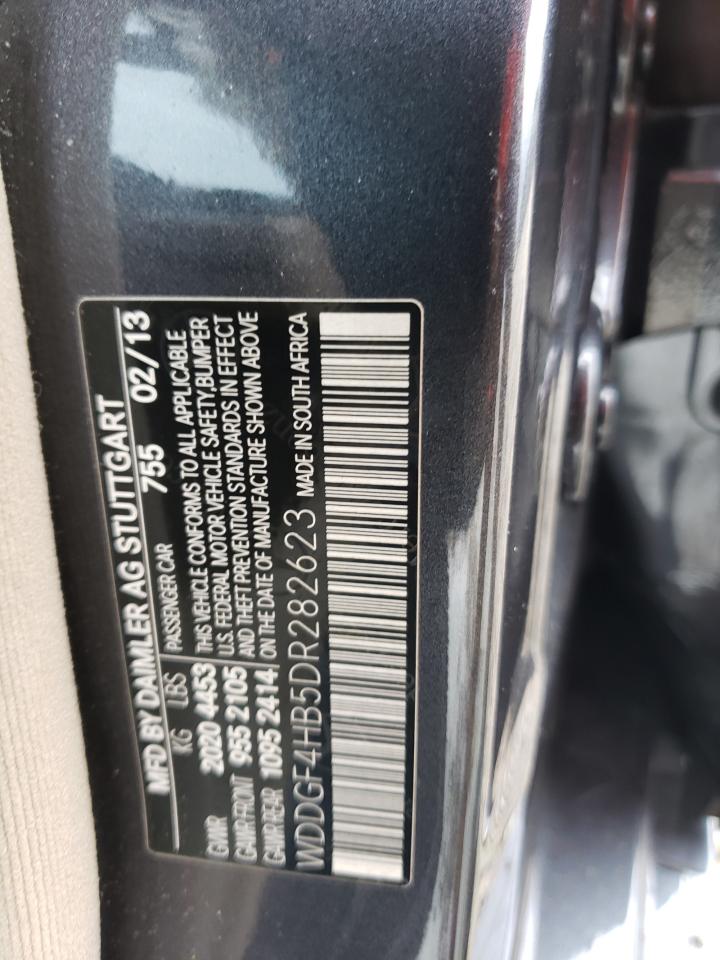 MFD BY DAIMLER AG STUTTGART
PASSENGER CAR 755 02/13
KG LBS
GWR 2020 4453
GAWR FRONT 955 2105
GAWR REAR 1095 2414
THIS VEHICLE CONFORMS TO ALL APPLICABLE
U.S. FEDERAL MOTOR VEHICLE SAFETY,BUMPER
AND THEFT PREVENTION STANDARDS IN EFFECT
ON THE DATE OF MANUFACTURE SHOWN ABOVE
WDDGF4HB5DR282623 MADE IN SOUTH AFRICA